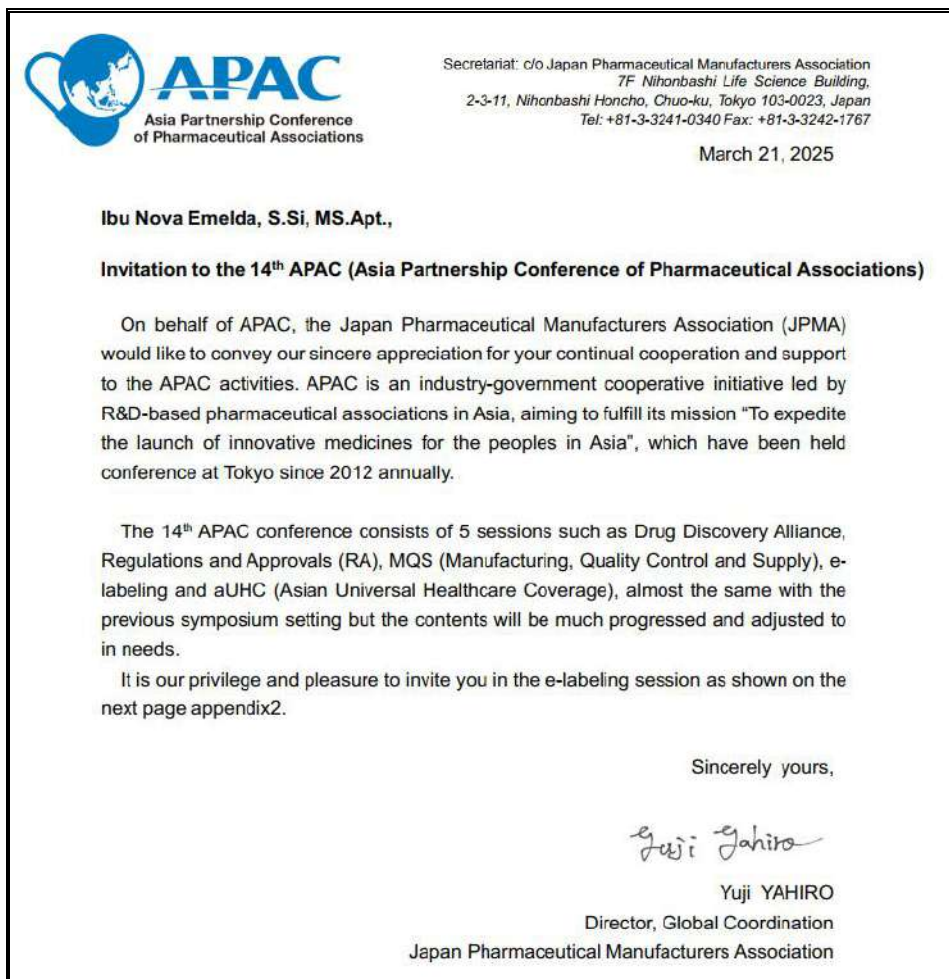 APAC
Asia Partnership Conference
of Pharmaceutical Associations
Secretariat: c/o Japan Pharmaceutical Manufacturers Association
7F Nihonbashi Life Science Building,
2-3-11, Nihonbashi Honcho, Chuo-ku, Tokyo 103-0023, Japan
Tel: +81-3-3241-0340 Fax: +81-3-3242-1767
March 21, 2025
Ibu Nova Emelda, S.Si, MS.Apt.,
Invitation to the 14th APAC (Asia Partnership Conference of Pharmaceutical Associations)
On behalf of APAC, the Japan Pharmaceutical Manufacturers Association (JPMA)
would like to convey our sincere appreciation for your continual cooperation and support
to the APAC activities. APAC is an industry-government cooperative initiative led by
R&D-based pharmaceutical associations in Asia, aiming to fulfill its mission “To expedite
the launch of innovative medicines for the peoples in Asia”, which have been held
conference at Tokyo since 2012 annually.
The 14th APAC conference consists of 5 sessions such as Drug Discovery Alliance,
Regulations and Approvals (RA), MQS (Manufacturing, Quality Control and Supply), e-
labeling and aUHC (Asian Universal Healthcare Coverage), almost the same with the
previous symposium setting but the contents will be much progressed and adjusted to
in needs.
It is our privilege and pleasure to invite you in the e-labeling session as shown on the
next page appendix2.
Sincerely yours,
Yuji Yahiro
Yuji YAHIRO
Director, Global Coordination
Japan Pharmaceutical Manufacturers Association